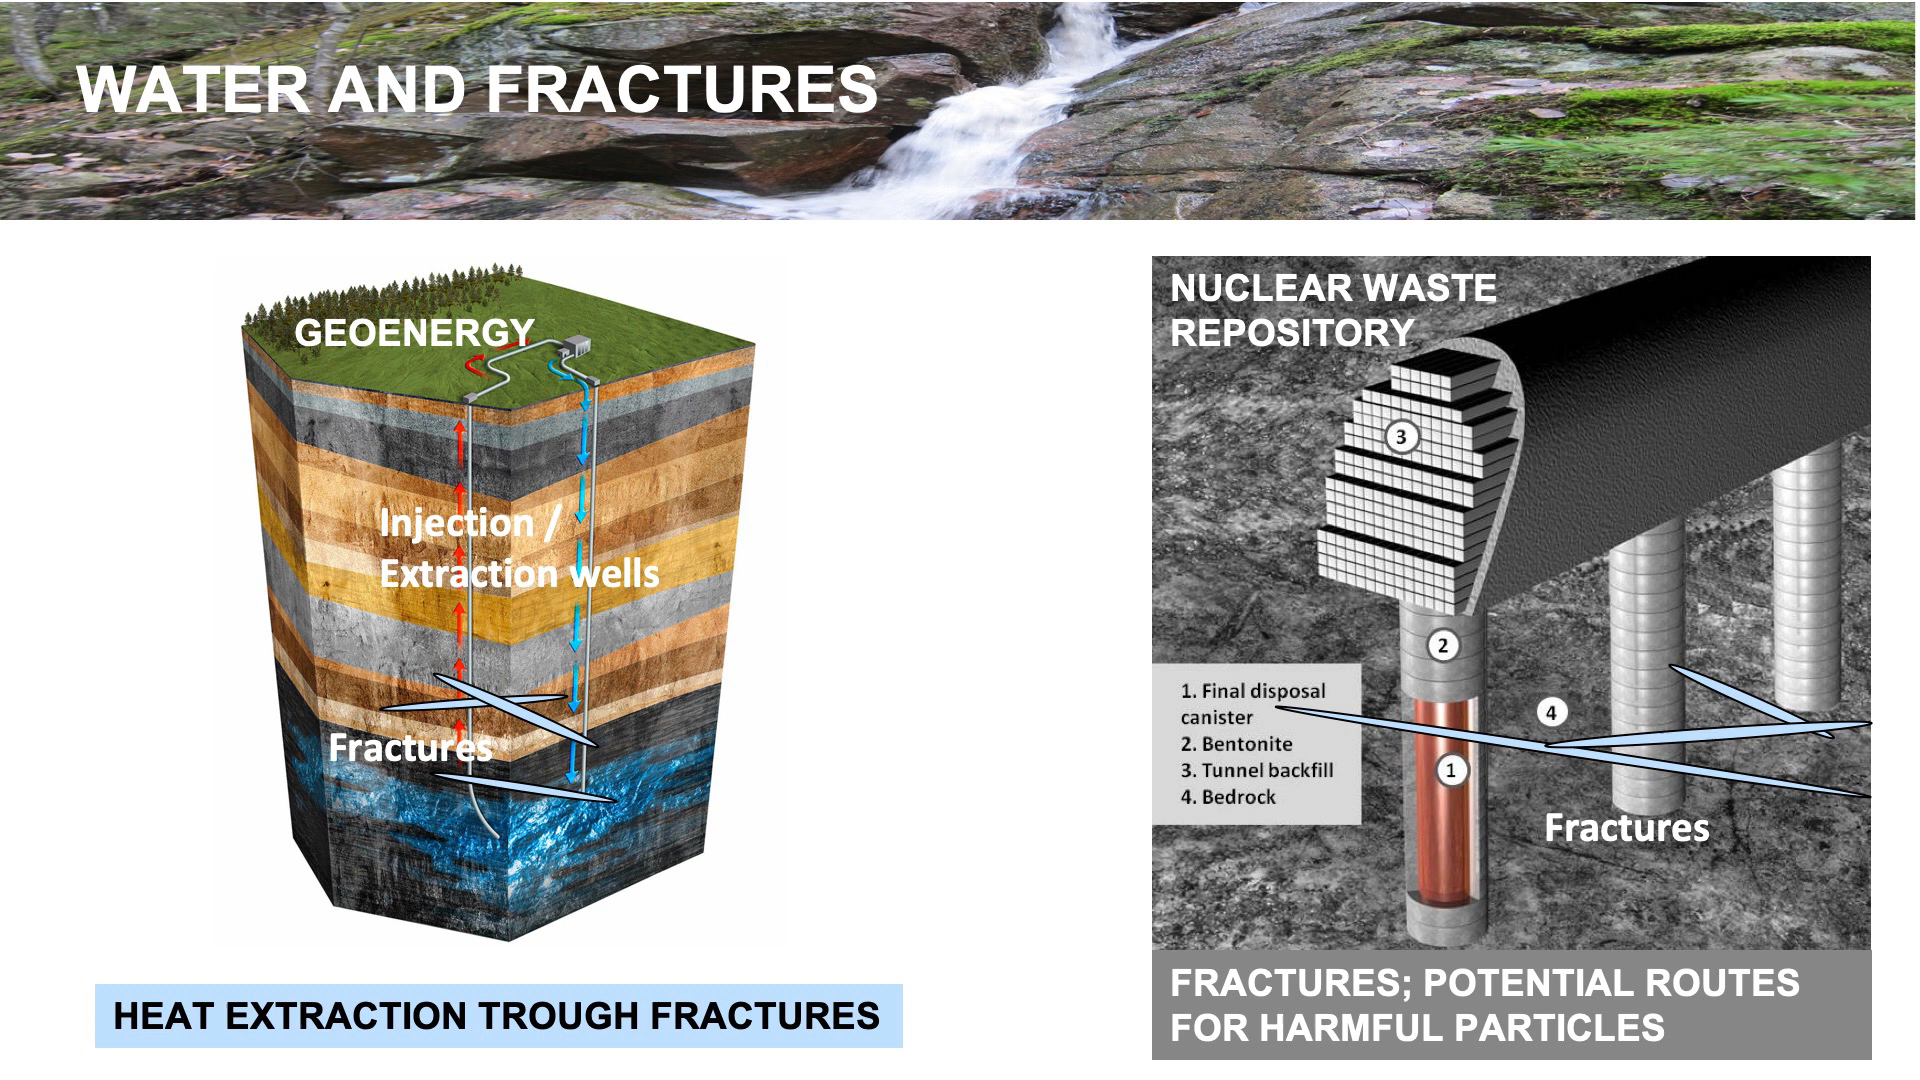 WATER AND FRACTURES
GEOENERGY
Injection /
Extraction wells
Fractures
HEAT EXTRACTION TROUGH FRACTURES
NUCLEAR WASTE
REPOSITORY
3
2
4
1
1. Final disposal
canister
2. Bentonite
3. Tunnel backfill
4. Bedrock
Fractures
FRACTURES; POTENTIAL ROUTES
FOR HARMFUL PARTICLES